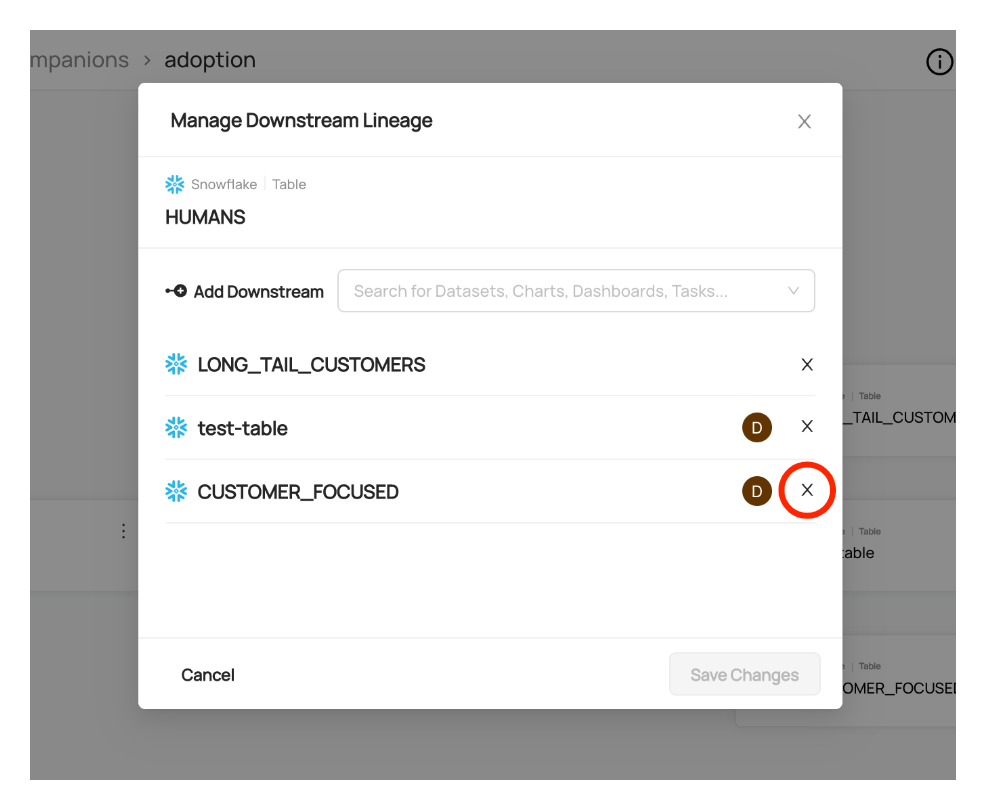 mpanions > adoption
Manage Downstream Lineage
Snowflake | Table
HUMANS
Add Downstream Search for Datasets, Charts, Dashboards, Tasks...
LONG_TAIL_CUSTOMERS
Table
_TAIL_CUSTOM
test-table D
CUSTOMER_FOCUSED D
Table
table
Table
OMER_FOCUSE
Cancel Save Changes